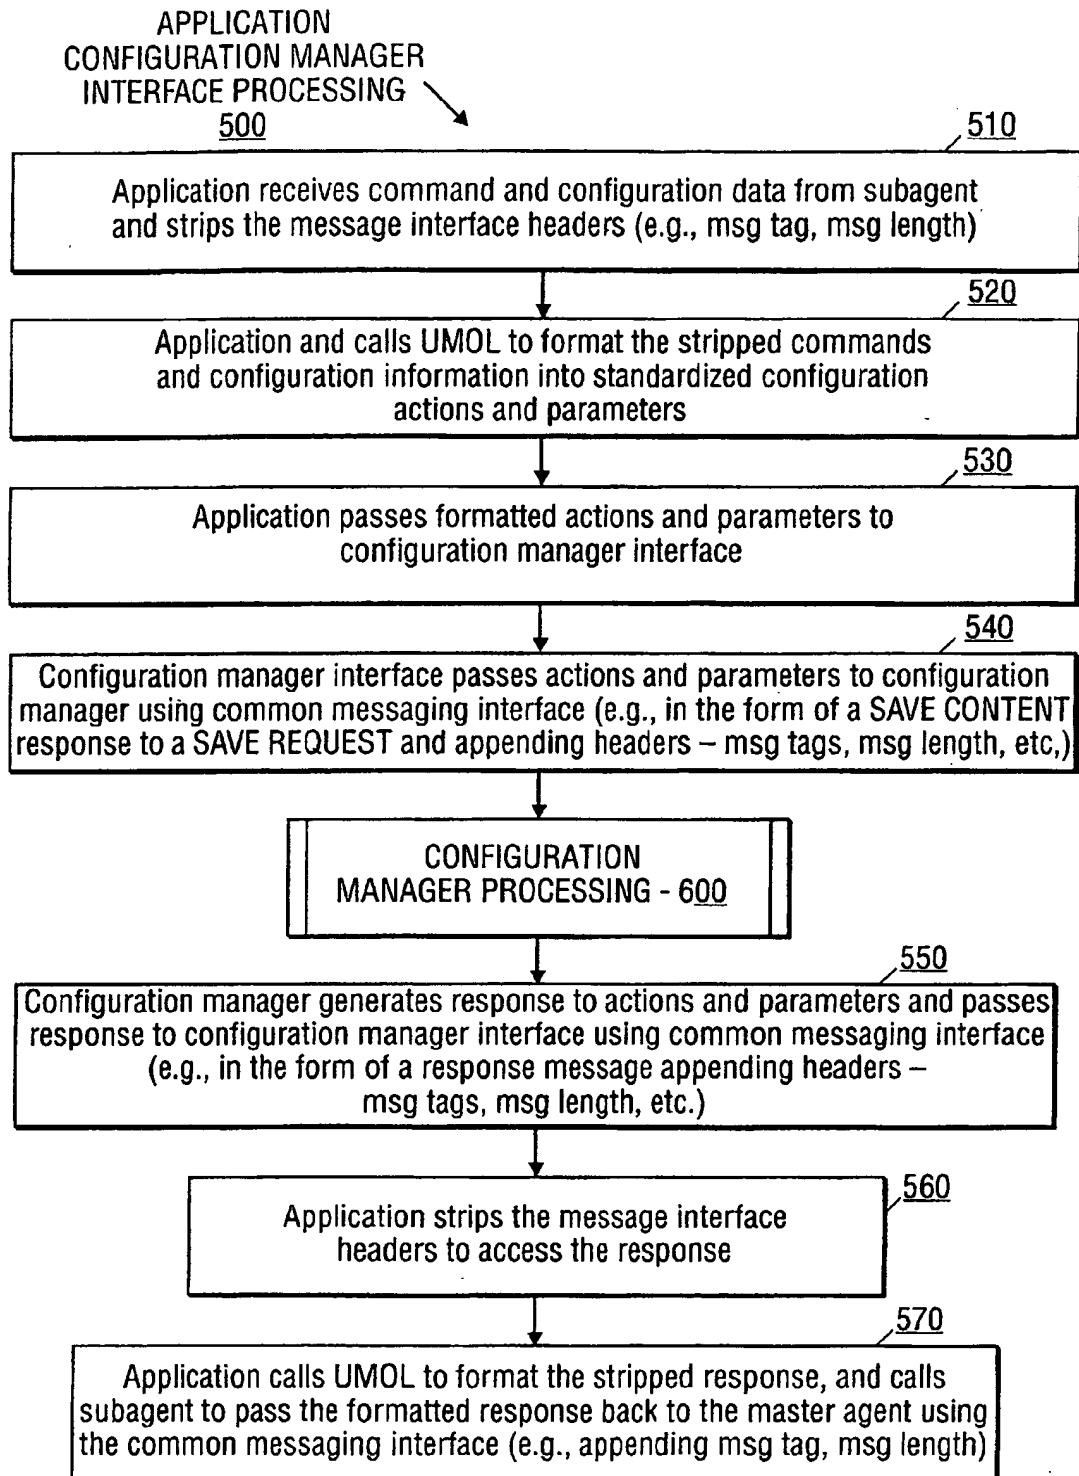 APPLICATION
CONFIGURATION MANAGER
INTERFACE PROCESSING
500
510
Application receives command and configuration data from subagent
and strips the message interface headers (e.g., msg tag, msg length)
520
Application and calls UMOL to format the stripped commands
and configuration information into standardized configuration
actions and parameters
530
Application passes formatted actions and parameters to
configuration manager interface
540
Configuration manager interface passes actions and parameters to configuration
manager using common messaging interface (e.g., in the form of a SAVE CONTENT
response to a SAVE REQUEST and appending headers – msg tags, msg length, etc,)
CONFIGURATION
MANAGER PROCESSING - 600
550
Configuration manager generates response to actions and parameters and passes
response to configuration manager interface using common messaging interface
(e.g., in the form of a response message appending headers –
msg tags, msg length, etc.)
560
Application strips the message interface
headers to access the response
570
Application calls UMOL to format the stripped response, and calls
subagent to pass the formatted response back to the master agent using
the common messaging interface (e.g., appending msg tag, msg length)